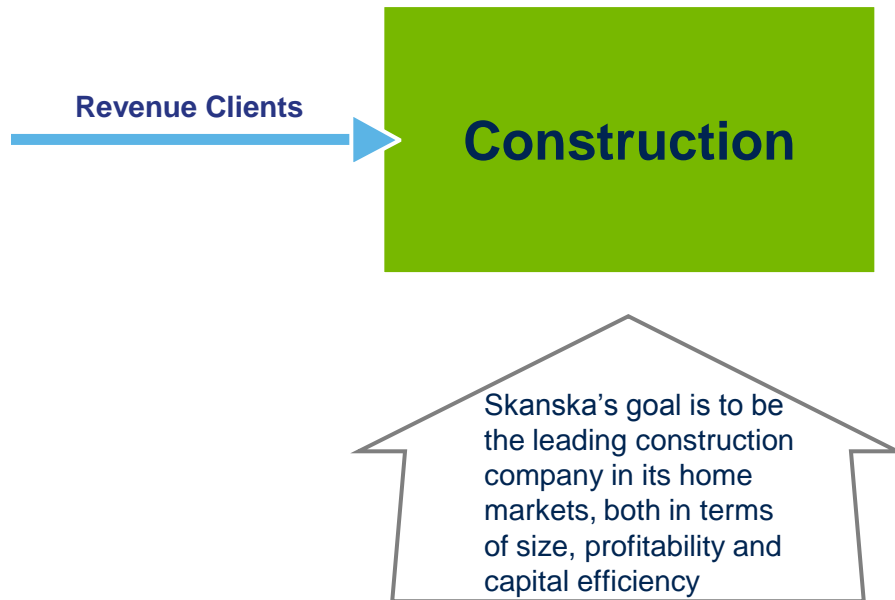 Revenue Clients
Construction
Skanska’s goal is to be
the leading construction
company in its home
markets, both in terms
of size, profitability and
capital efficiency